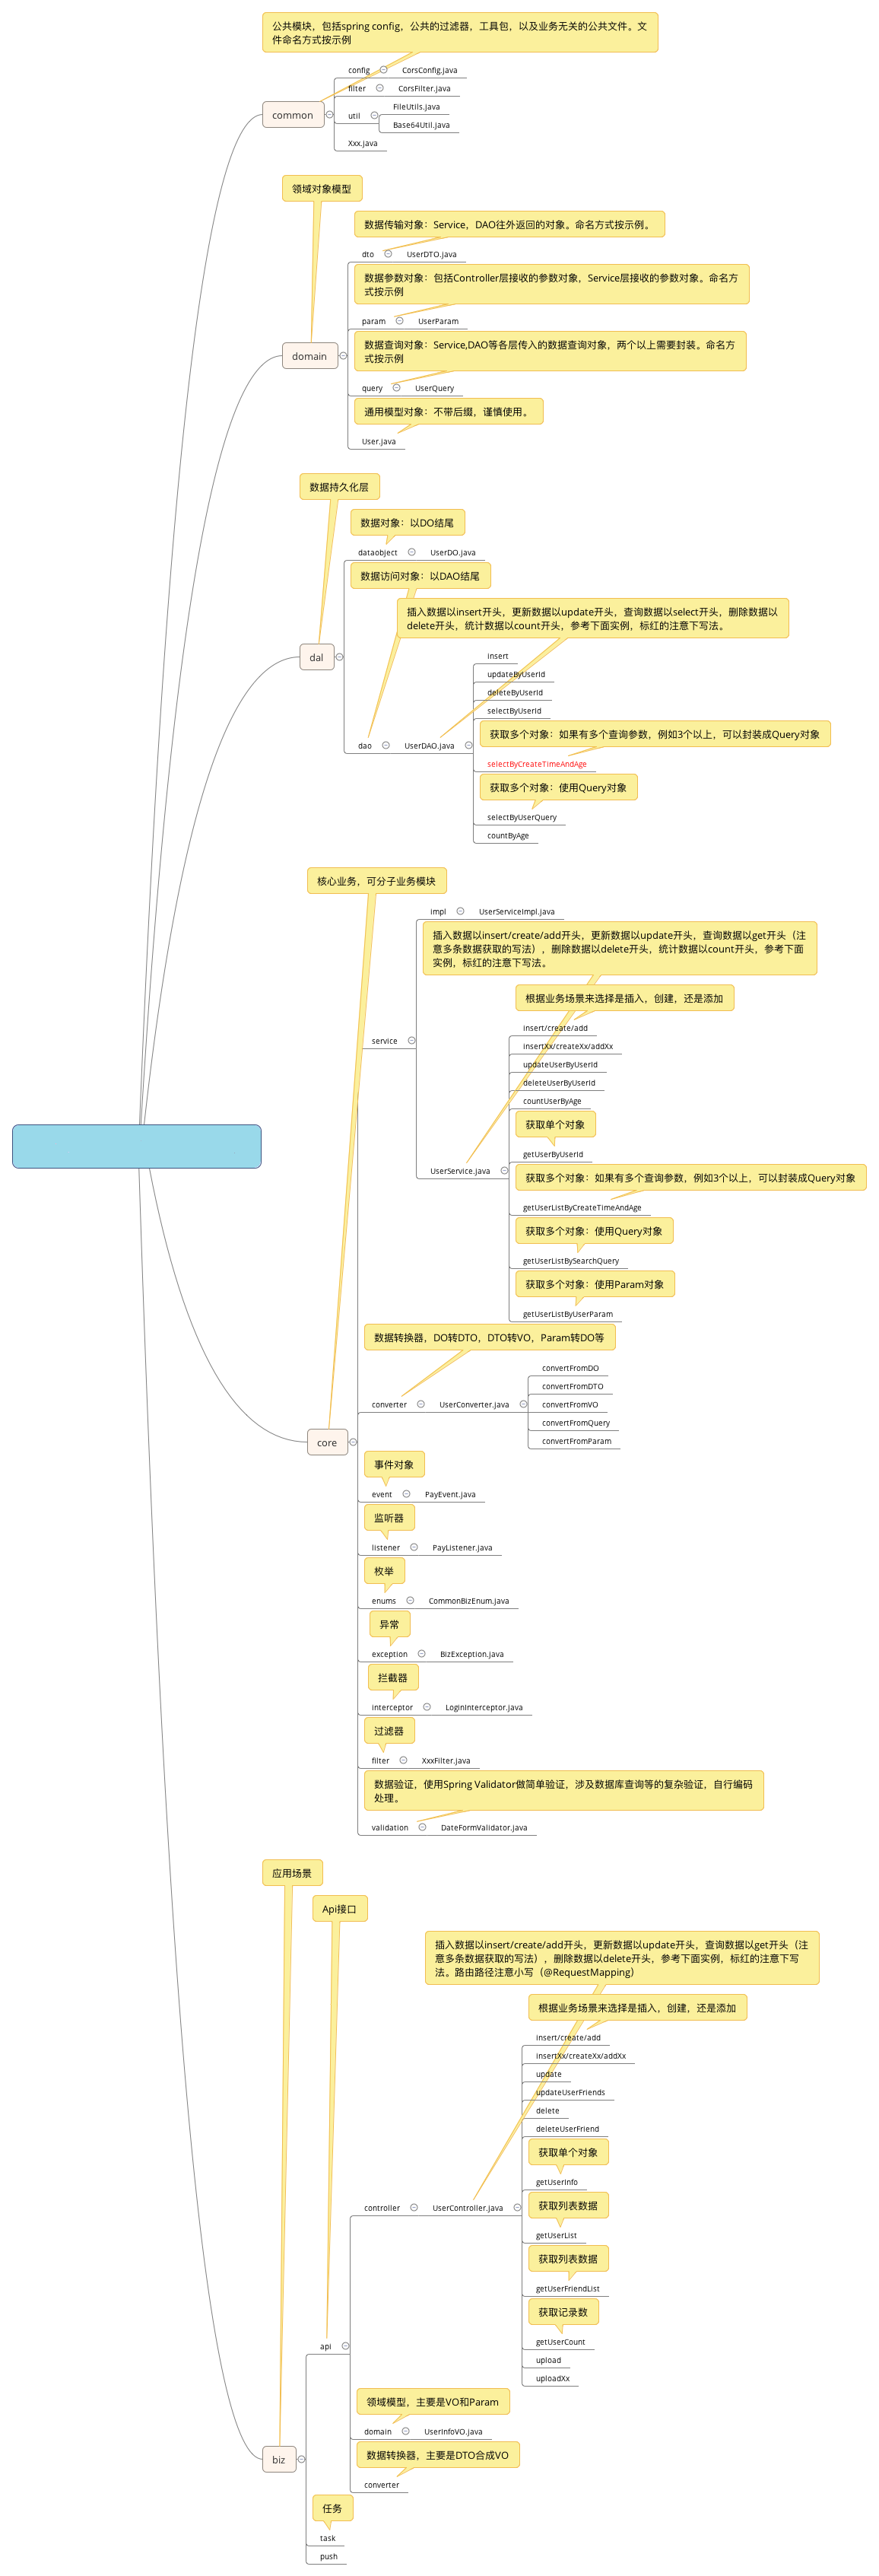 公共模块，包括spring config，公共的过滤器，工具包，以及业务无关的公共文件。文
件命名方式按示例
config
CorsConfig.java
filter
CorsFilter.java
common
util
FileUtils.java
Base64Util.java
Xxx.java
领域对象模型
数据传输对象：Service，DAO往外返回的对象。命名方式按示例。
dto
UserDTO.java
数据参数对象：包括Controller层接收的参数对象，Service层接收的参数对象。命名方
式按示例
param
UserParam
domain
数据查询对象：Service,DAO等各层传入的数据查询对象，两个以上需要封装。命名方
式按示例
query
UserQuery
通用模型对象：不带后缀，谨慎使用。
User.java
数据持久化层
数据对象：以DO结尾
dataobject
UserDO.java
数据访问对象：以DAO结尾
插入数据以insert开头，更新数据以update开头，查询数据以select开头，删除数据以
delete开头，统计数据以count开头，参考下面实例，标红的注意下写法。
dal
insert
updateByUserId
deleteByUserId
selectByUserId
获取多个对象：如果有多个查询参数，例如3个以上，可以封装成Query对象
dao
UserDAO.java
selectByCreateTimeAndAge
获取多个对象：使用Query对象
selectByUserQuery
countByAge
核心业务，可分子业务模块
impl
UserServiceImpl.java
插入数据以insert/create/add开头，更新数据以update开头，查询数据以get开头（注
意多条数据获取的写法），删除数据以delete开头，统计数据以count开头，参考下面
实例，标红的注意下写法。
根据业务场景来选择是插入，创建，还是添加
service
insert/create/add
insertXx/createXx/addXx
updateUserByUserId
deleteUserByUserId
countUserByAge
获取单个对象
getUserByUserId
UserService.java
获取多个对象：如果有多个查询参数，例如3个以上，可以封装成Query对象
getUserListByCreateTimeAndAge
获取多个对象：使用Query对象
getUserListBySearchQuery
获取多个对象：使用Param对象
getUserListByUserParam
数据转换器，DO转DTO，DTO转VO，Param转DO等
converter
UserConverter.java
convertFromDO
convertFromDTO
convertFromVO
convertFromQuery
convertFromParam
core
事件对象
event
PayEvent.java
监听器
listener
PayListener.java
枚举
enums
CommonBizEnum.java
异常
exception
BizException.java
拦截器
interceptor
LoginInterceptor.java
过滤器
filter
XxxFilter.java
数据验证，使用Spring Validator做简单验证，涉及数据库查询等的复杂验证，自行编码
处理。
validation
DateFormValidator.java
应用场景
Api接口
插入数据以insert/create/add开头，更新数据以update开头，查询数据以get开头（注
意多条数据获取的写法），删除数据以delete开头，参考下面实例，标红的注意下写
法。路由路径注意小写（@RequestMapping）
根据业务场景来选择是插入，创建，还是添加
insert/create/add
insertXx/createXx/addXx
update
updateUserFriends
delete
deleteUserFriend
获取单个对象
getUserInfo
controller
UserController.java
获取列表数据
getUserList
获取列表数据
getUserFriendList
获取记录数
getUserCount
upload
uploadXx
api
领域模型，主要是VO和Param
domain
UserInfoVO.java
数据转换器，主要是DTO合成VO
converter
biz
任务
task
push